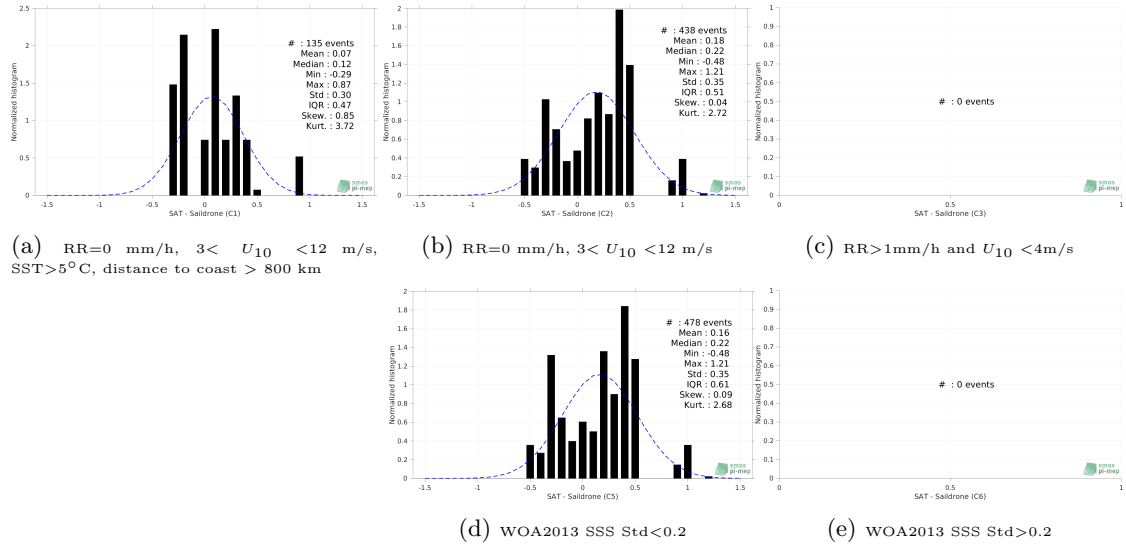 2.5
2
1.5
1
0.5
0
-1.5 -1 -0.5 0 0.5 1 1.5
Normalized histogram
SAT - Saildrone (C1)
# : 135 events
Mean : 0.07
Median : 0.12
Min : -0.29
Max : 0.87
Std : 0.30
IQR : 0.47
Skew. : 0.85
Kurt. : 3.72
smos
pi-mep
(a) RR=0 mm/h, 3< U10 <12 m/s,
SST>5°C, distance to coast > 800 km
2
1.8
1.6
1.4
1.2
1
0.8
0.6
0.4
0.2
0
-1.5 -1 -0.5 0 0.5 1 1.5
Normalized histogram
SAT - Saildrone (C2)
# : 438 events
Mean : 0.18
Median : 0.22
Min : -0.48
Max : 1.21
Std : 0.35
IQR : 0.51
Skew. : 0.04
Kurt. : 2.72
smos
pi-mep
(b) RR=0 mm/h, 3< U10 <12 m/s
1
0.9
0.8
0.7
0.6
0.5
0.4
0.3
0.2
0.1
0
0 0.5 1
Normalized histogram
SAT - Saildrone (C3)
# : 0 events
smos
pi-mep
(c) RR>1mm/h and U10 <4m/s
2
1.8
1.6
1.4
1.2
1
0.8
0.6
0.4
0.2
0
-1.5 -1 -0.5 0 0.5 1 1.5
Normalized histogram
SAT - Saildrone (C5)
# : 478 events
Mean : 0.16
Median : 0.22
Min : -0.48
Max : 1.21
Std : 0.35
IQR : 0.61
Skew. : 0.09
Kurt. : 2.68
smos
pi-mep
(d) WOA2013 SSS Std<0.2
1
0.9
0.8
0.7
0.6
0.5
0.4
0.3
0.2
0.1
0
0 0.5 1
Normalized histogram
SAT - Saildrone (C6)
# : 0 events
smos
pi-mep
(e) WOA2013 SSS Std>0.2